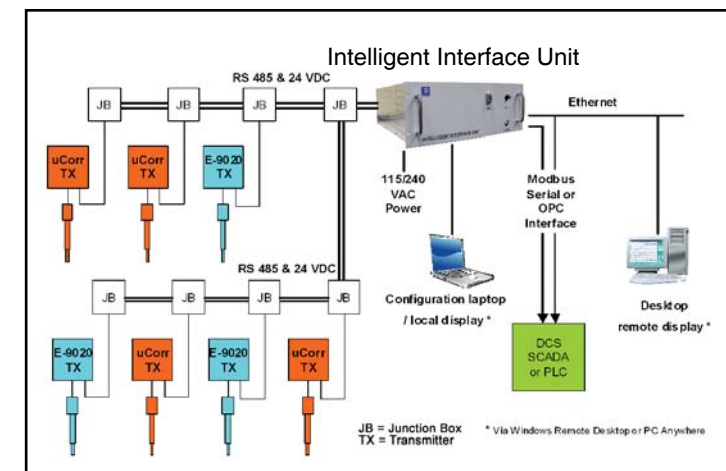 Intelligent Interface Unit
RS 485 & 24 VDC
JB JB JB JB
Ethernet
INTELLIGENT INTERFACE UNIT
uCorr TX
uCorr TX
E-9020 TX
115/240
VAC
Power
Modbus
Serial or
OPC
Interface
RS 485 & 24 VDC
JB JB JB JB
Configuration laptop
/ local display *
Desktop
remote display *
E-9020 TX
uCorr TX
E-9020 TX
uCorr TX
DCS
SCADA
or PLC
JB = Junction Box
TX = Transmitter
* Via Windows Remote Desktop or PC Anywhere